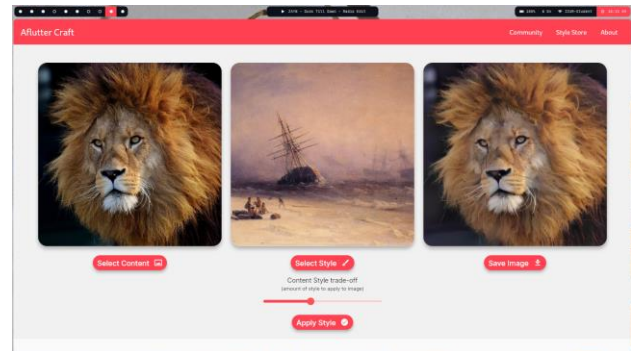 Aflutter Craft
Community Style Store About
Select Content
Select Style
Save Image
Content Style trade-off
(amount of style to apply to image)
Apply Style